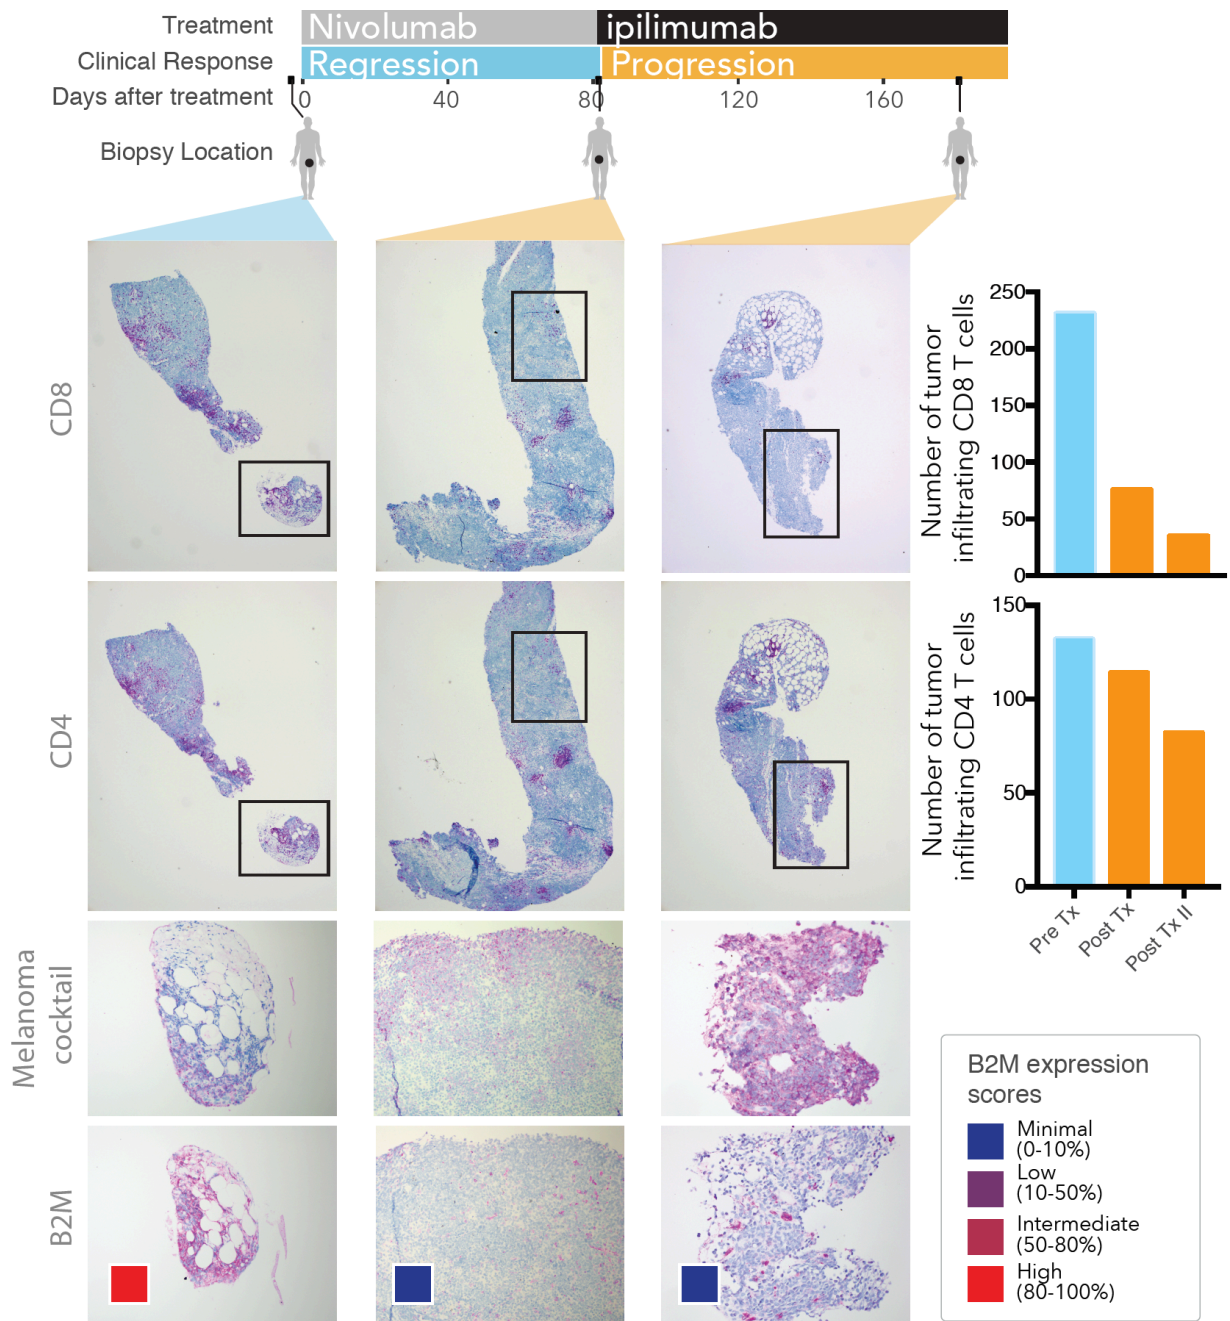 Treatment
Nivolumab
ipilimumab
Clinical Response
Regression
Progression
Days after treatment
0
40
80
120
160
Biopsy Location
CD8
CD4
Melanoma
cocktail
B2M
Number of tumor
infiltrating CD8 T cells
250
200
150
100
50
0
Number of tumor
infiltrating CD4 T cells
150
100
50
0
Pre Tx
Post Tx
Post Tx II
B2M expression
scores
Minimal
(0-10%)
Low
(10-50%)
Intermediate
(50-80%)
High
(80-100%)